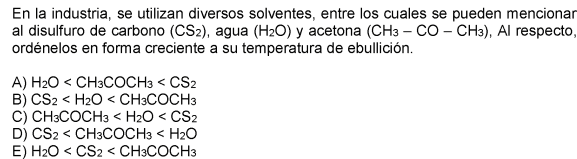 En la industria, se utilizan diversos solventes, entre los cuales se pueden mencionar
al disulfuro de carbono (CS2), agua (H2O) y acetona (CH3 – CO – CH3), Al respecto,
ordénelos en forma creciente a su temperatura de ebullición.
A) H2O < CH3COCH3 < CS2
B) CS2 < H2O < CH3COCH3
C) CH3COCH3 < H2O < CS2
D) CS2 < CH3COCH3 < H2O
E) H2O < CS2 < CH3COCH3